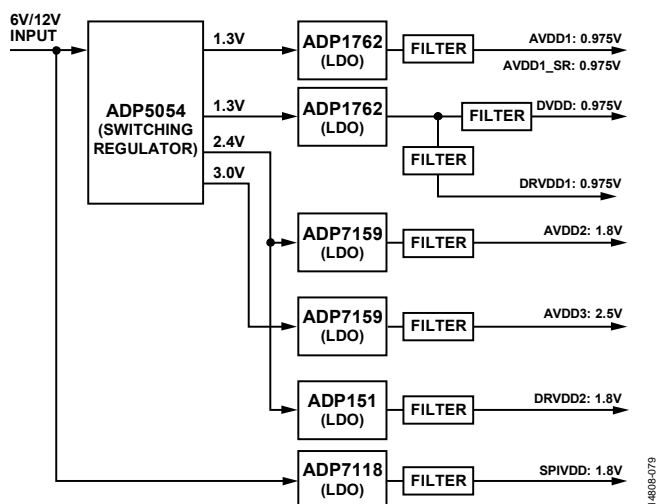 6V/12V
INPUT
ADP5054
(SWITCHING
REGULATOR)
1.3V
ADP1762
(LDO)
FILTER
AVDD1: 0.975V
AVDD1_SR: 0.975V
1.3V
ADP1762
(LDO)
FILTER
DVDD: 0.975V
FILTER
DRVDD1: 0.975V
2.4V
3.0V
ADP7159
(LDO)
FILTER
AVDD2: 1.8V
ADP7159
(LDO)
FILTER
AVDD3: 2.5V
ADP151
(LDO)
FILTER
DRVDD2: 1.8V
ADP7118
(LDO)
FILTER
SPIVDD: 1.8V